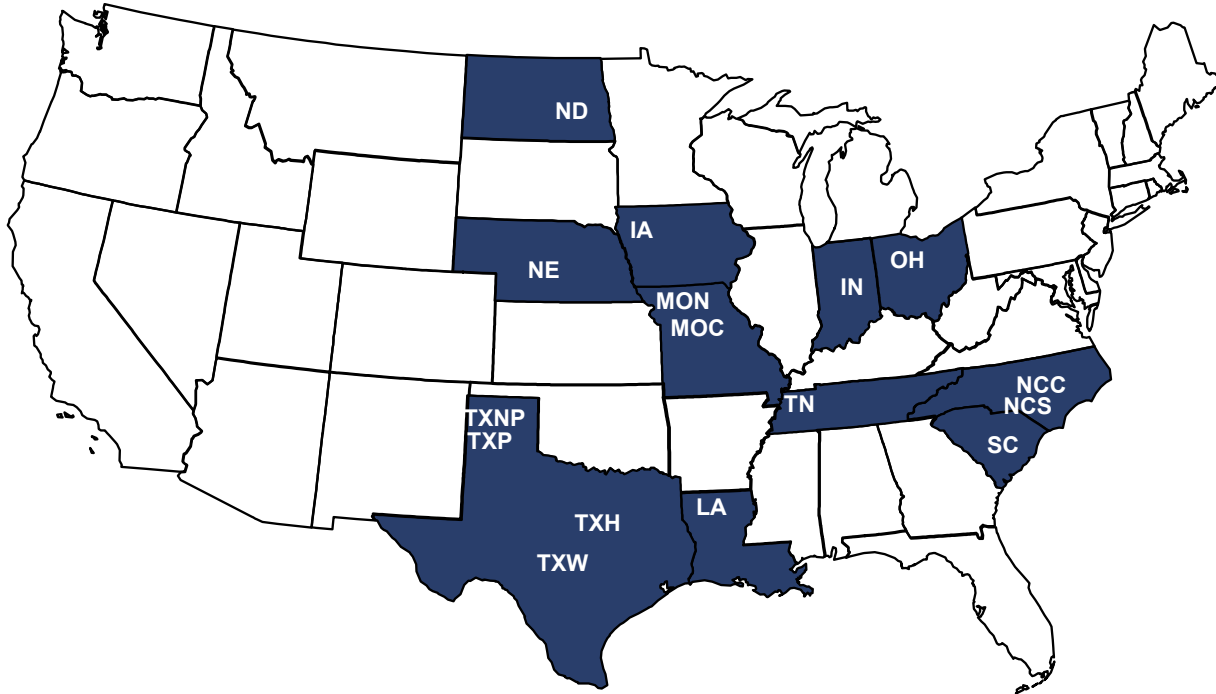 ND
IA
NE
OH
IN
MON
MOC
NCC
TN
NCS
TXNP
TXP
SC
LA
TXH
TXW